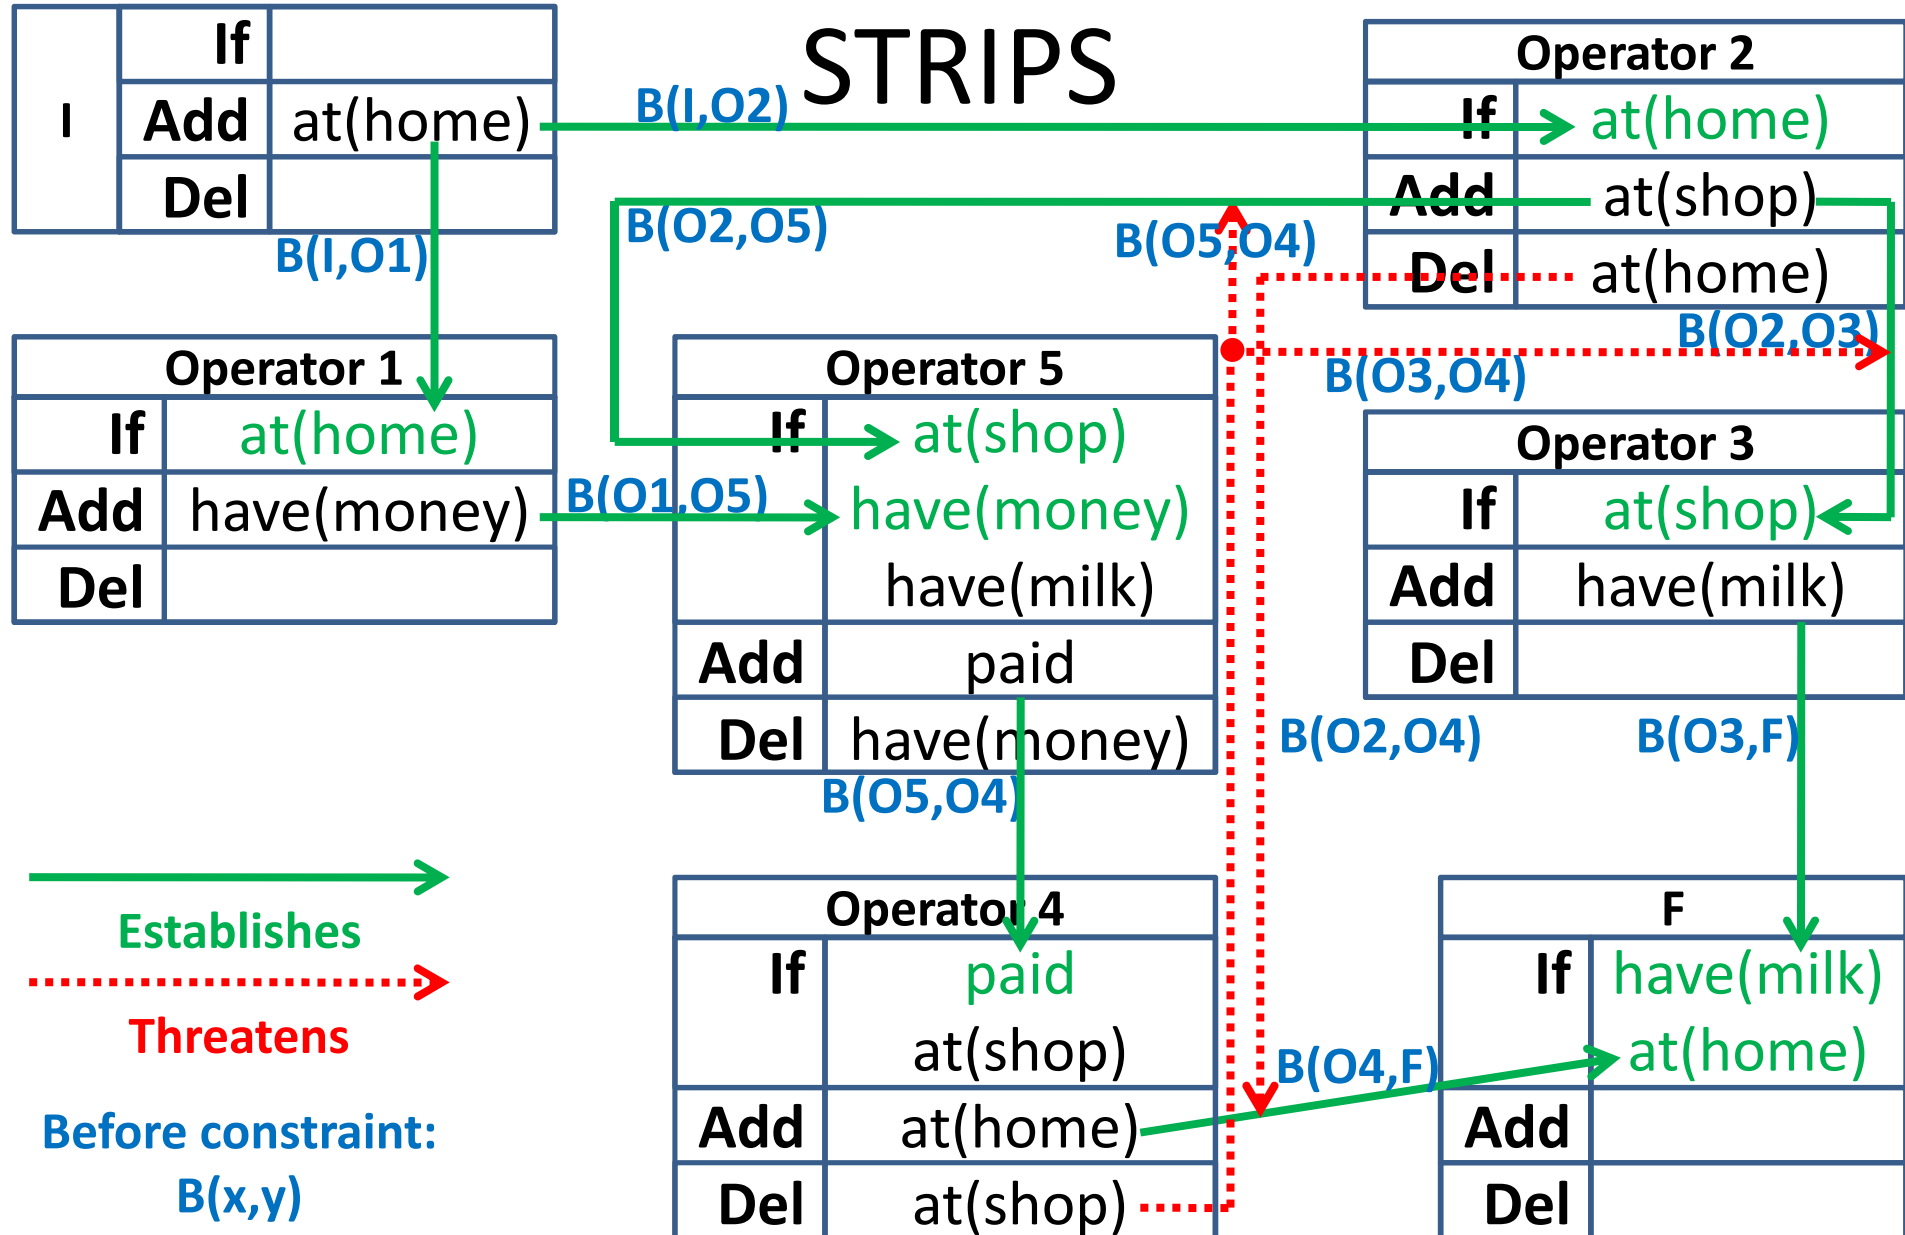 STRIPS
I
If
Add at(home)
Del
B(I,O2)
B(I,O1)
Operator 2
If at(home)
Add at(shop)
Del at(home)
B(O2,O5)
B(O5,O4)
B(O2,O3)
B(O3,O4)
Operator 1
If at(home)
Add have(money)
Del
B(O1,O5)
Operator 5
If at(shop)
have(money)
have(milk)
Add paid
Del have(money)
B(O5,O4)
Operator 3
If at(shop)
Add have(milk)
Del
B(O2,O4)
B(O3,F)
Establishes
Threatens
Before constraint:
B(x,y)
Operator 4
If paid
at(shop)
Add at(home)
Del at(shop)
B(O4,F)
F
If have(milk)
at(home)
Add
Del